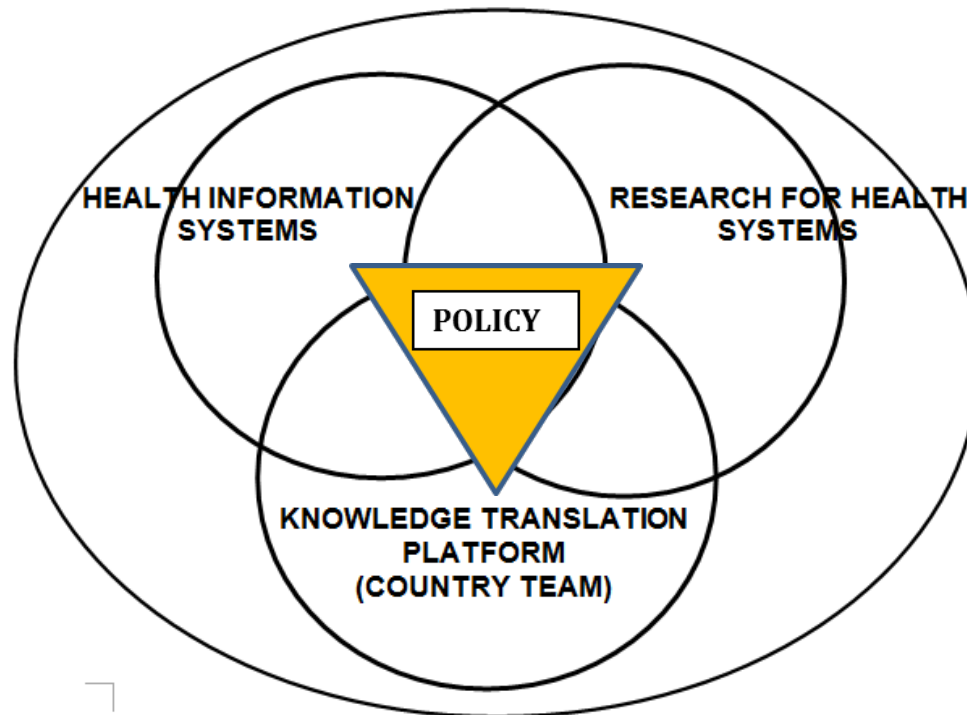 HEALTH INFORMATION
SYSTEMS
RESEARCH FOR HEALTH
SYSTEMS
POLICY
KNOWLEDGE TRANSLATION
PLATFORM
(COUNTRY TEAM)